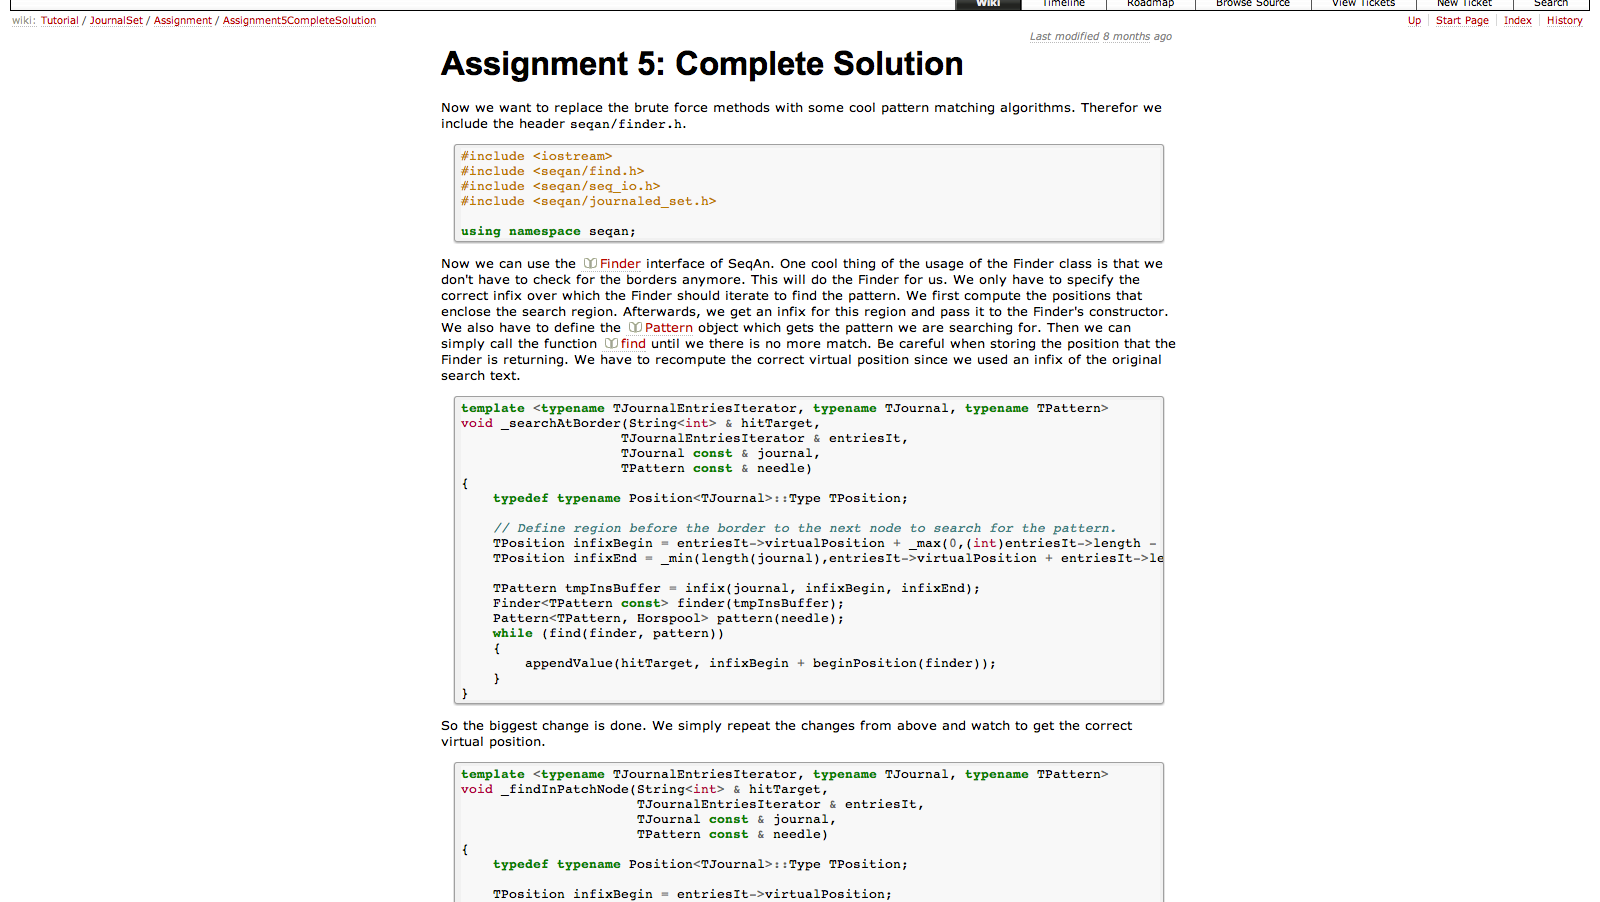 Wiki Timeline Roadmap Browse Source View Tickets New Ticket Search
wiki: Tutorial / JournalSet / Assignment / Assignment5CompleteSolution
Up Start Page Index History
Last modified 8 months ago
Assignment 5: Complete Solution
Now we want to replace the brute force methods with some cool pattern matching algorithms. Therefor we
include the header seqan/finder.h.
#include <iostream>
#include <seqan/find.h>
#include <seqan/seq_io.h>
#include <seqan/journaled_set.h>
using namespace seqan;
Now we can use the Finder interface of SeqAn. One cool thing of the usage of the Finder class is that we
don't have to check for the borders anymore. This will do the Finder for us. We only have to specify the
correct infix over which the Finder should iterate to find the pattern. We first compute the positions that
enclose the search region. Afterwards, we get an infix for this region and pass it to the Finder's constructor.
We also have to define the Pattern object which gets the pattern we are searching for. Then we can
simply call the function find until we there is no more match. Be careful when storing the position that the
Finder is returning. We have to recompute the correct virtual position since we used an infix of the original
search text.
template <typename TJournalEntriesIterator, typename TJournal, typename TPattern>
void _searchAtBorder(String<int> & hitTarget,
TJournalEntriesIterator & entriesIt,
TJournal const & journal,
TPattern const & needle)
{
typedef typename Position<TJournal>::Type TPosition;
// Define region before the border to the next node to search for the pattern.
TPosition infixBegin = entriesIt->virtualPosition + _max(0,(int)entriesIt->length -
TPosition infixEnd = _min(length(journal),entriesIt->virtualPosition + entriesIt->le
TPattern tmpInsBuffer = infix(journal, infixBegin, infixEnd);
Finder<TPattern const> finder(tmpInsBuffer);
Pattern<TPattern, Horspool> pattern(needle);
while (find(finder, pattern))
{
appendValue(hitTarget, infixBegin + beginPosition(finder));
}
}
So the biggest change is done. We simply repeat the changes from above and watch to get the correct
virtual position.
template <typename TJournalEntriesIterator, typename TJournal, typename TPattern>
void _findInPatchNode(String<int> & hitTarget,
TJournalEntriesIterator & entriesIt,
TJournal const & journal,
TPattern const & needle)
{
typedef typename Position<TJournal>::Type TPosition;
TPosition infixBegin = entriesIt->virtualPosition;